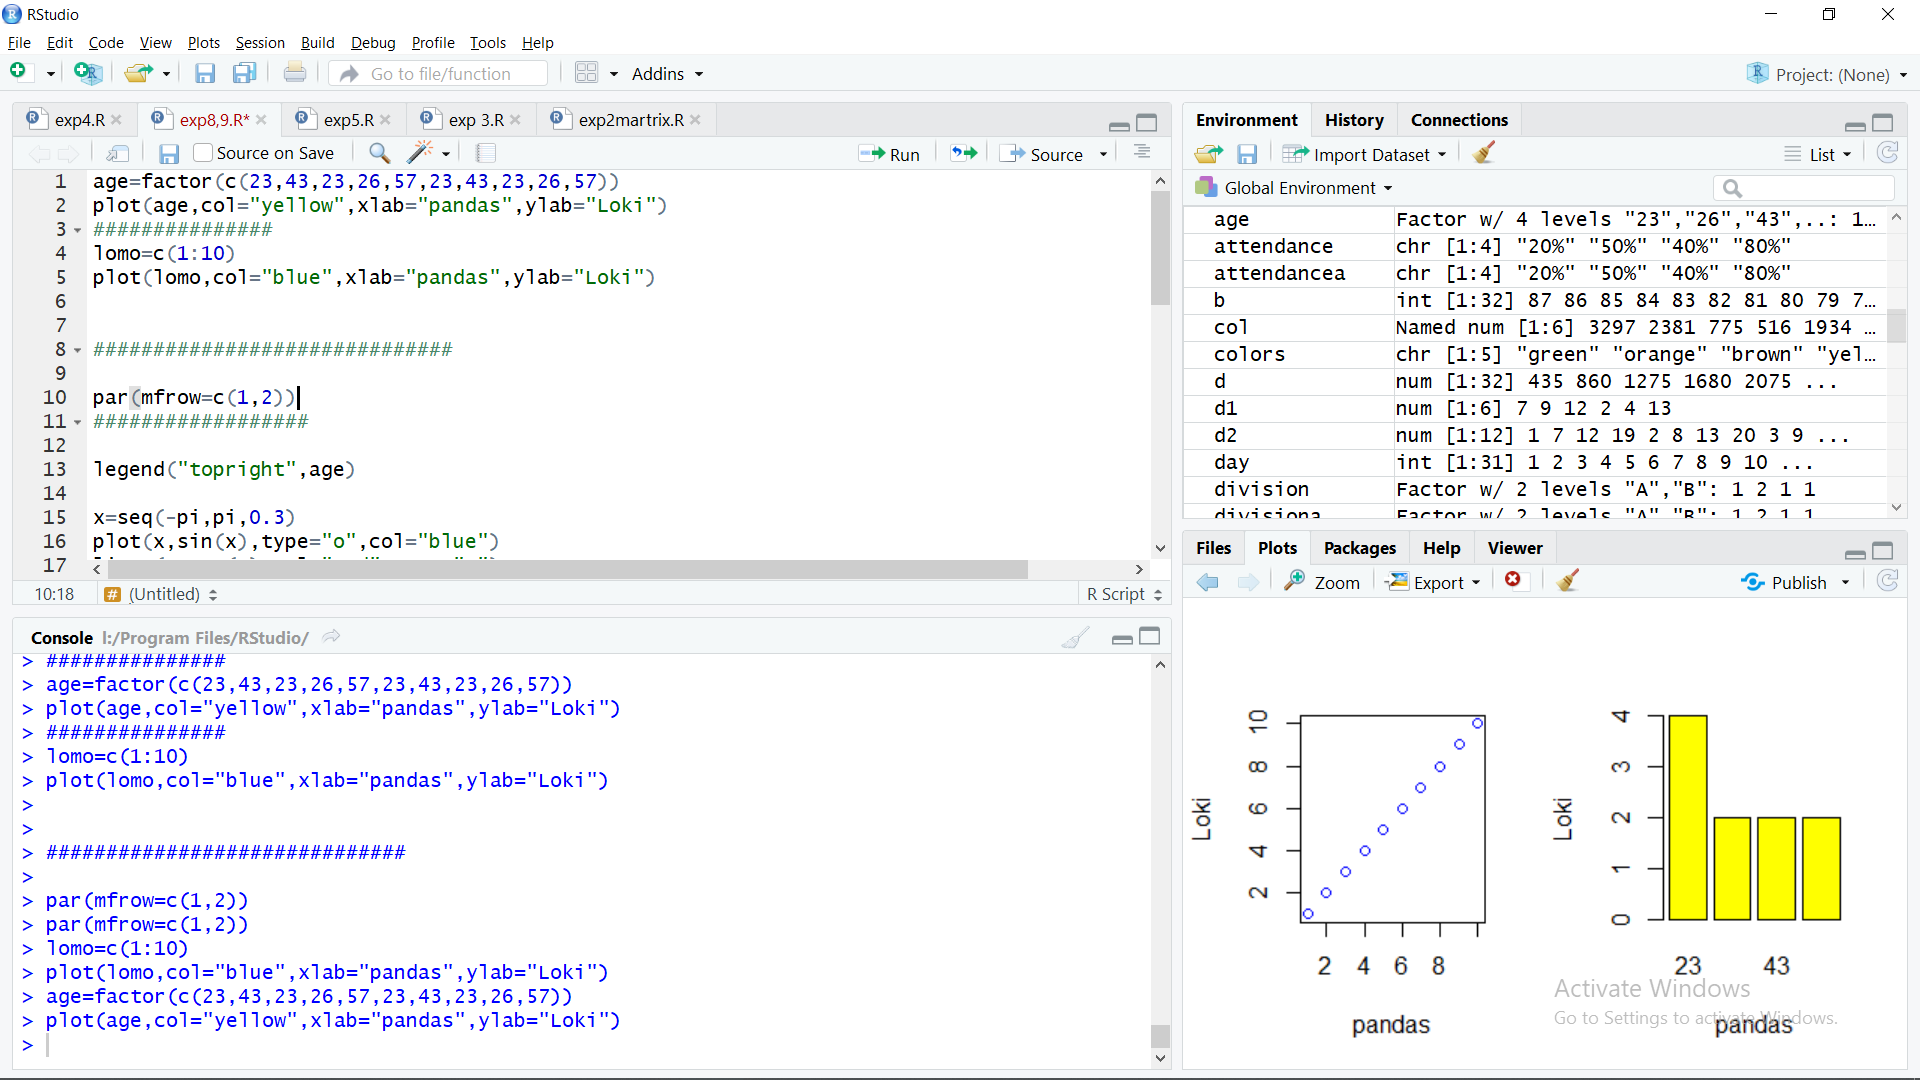 RStudio
File Edit Code View Plots Session Build Debug Profile Tools Help
Go to file/function Addins Project: (None)
exp4.R exp8,9.R* exp5.R exp 3.R exp2martrix.R
Source on Save Run Source
1 age=factor(c(23,43,23,26,57,23,43,23,26,57))
2 plot(age,col="yellow",xlab="pandas",ylab="Loki")
3 ###############
4 lomo=c(1:10)
5 plot(lomo,col="blue",xlab="pandas",ylab="Loki")
6
7
8 ##############################
9
10 par(mfrow=c(1,2))
11 ##################
12
13 legend("topright",age)
14
15 x=seq(-pi,pi,0.3)
16 plot(x,sin(x),type="o",col="blue")
17
10:18 # (Untitled) R Script
Console I:/Program Files/RStudio/
> ###############
> age=factor(c(23,43,23,26,57,23,43,23,26,57))
> plot(age,col="yellow",xlab="pandas",ylab="Loki")
> ###############
> lomo=c(1:10)
> plot(lomo,col="blue",xlab="pandas",ylab="Loki")
>
>
> ##############################
>
> par(mfrow=c(1,2))
> par(mfrow=c(1,2))
> lomo=c(1:10)
> plot(lomo,col="blue",xlab="pandas",ylab="Loki")
> age=factor(c(23,43,23,26,57,23,43,23,26,57))
> plot(age,col="yellow",xlab="pandas",ylab="Loki")
>
Environment History Connections
Import Dataset List
Global Environment
age Factor w/ 4 levels "23","26","43",..: 1…
attendance chr [1:4] "20%" "50%" "40%" "80%"
attendancea chr [1:4] "20%" "50%" "40%" "80%"
b int [1:32] 87 86 85 84 83 82 81 80 79 7…
col Named num [1:6] 3297 2381 775 516 1934 …
colors chr [1:5] "green" "orange" "brown" "yel…
d num [1:32] 435 860 1275 1680 2075 ...
d1 num [1:6] 7 9 12 2 4 13
d2 num [1:12] 1 7 12 19 2 8 13 20 3 9 ...
day int [1:31] 1 2 3 4 5 6 7 8 9 10 ...
division Factor w/ 2 levels "A","B": 1 2 1 1
divisiona Factor w/ 2 levels "A","B": 1 2 1 1
Files Plots Packages Help Viewer
Zoom Export Publish
Loki
10
8
6
4
2
2 4 6 8
pandas
Loki
4
3
2
1
0
23 43
pandas
Activate Windows
Go to Settings to activate Windows.